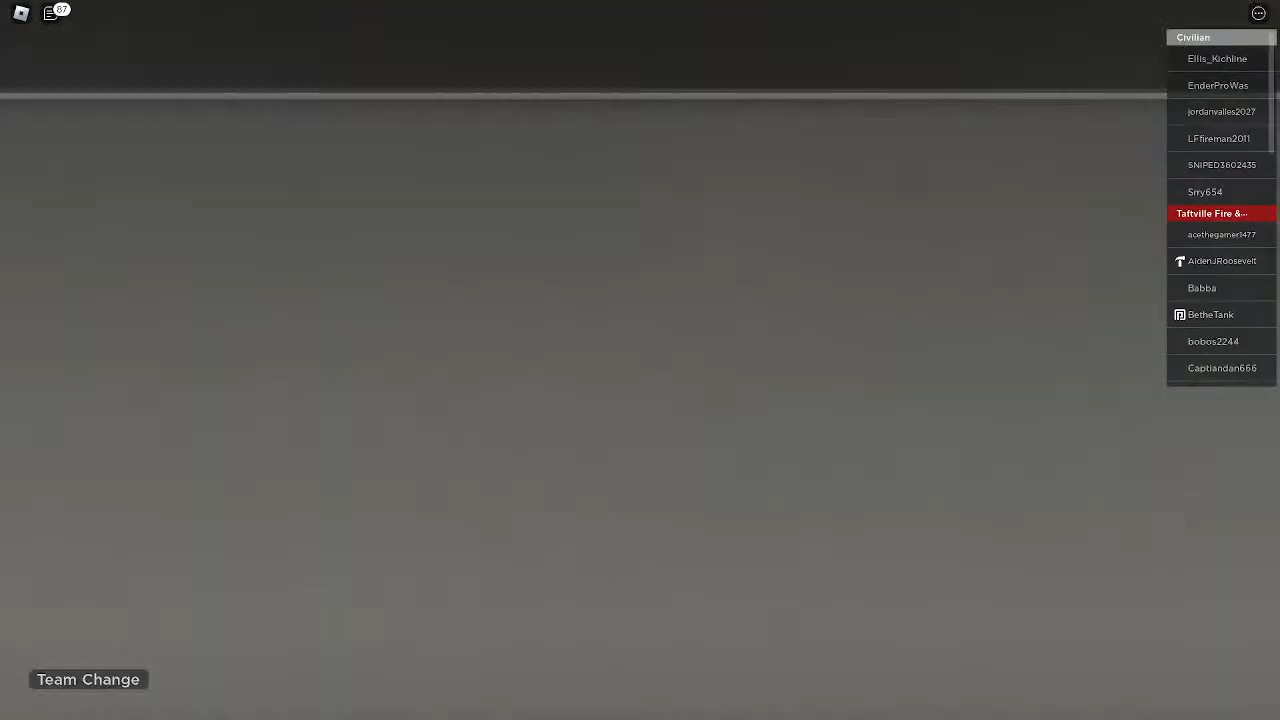 87
Civilian
Ellis_Kichline
EnderProWas
jordanvalles2027
LFfireman2011
SNIPED3602435
Srry654
Taftville Fire &...
acethegamer1477
AidenJRoosevelt
Babba
BetheTank
bobos2244
Captiandan666
Team Change